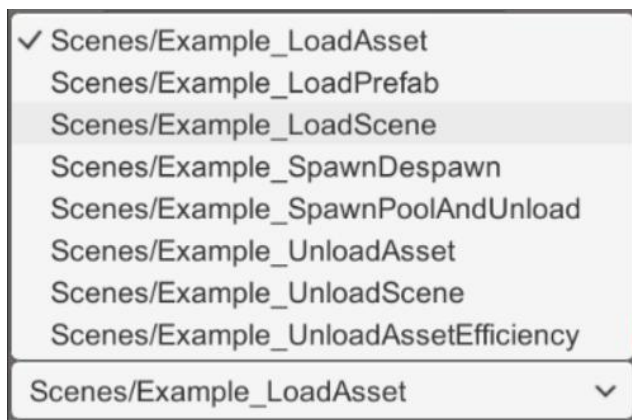 Scenes/Example_LoadAsset
Scenes/Example_LoadPrefab
Scenes/Example_LoadScene
Scenes/Example_SpawnDespawn
Scenes/Example_SpawnPoolAndUnload
Scenes/Example_UnloadAsset
Scenes/Example_UnloadScene
Scenes/Example_UnloadAssetEfficiency
Scenes/Example_LoadAsset